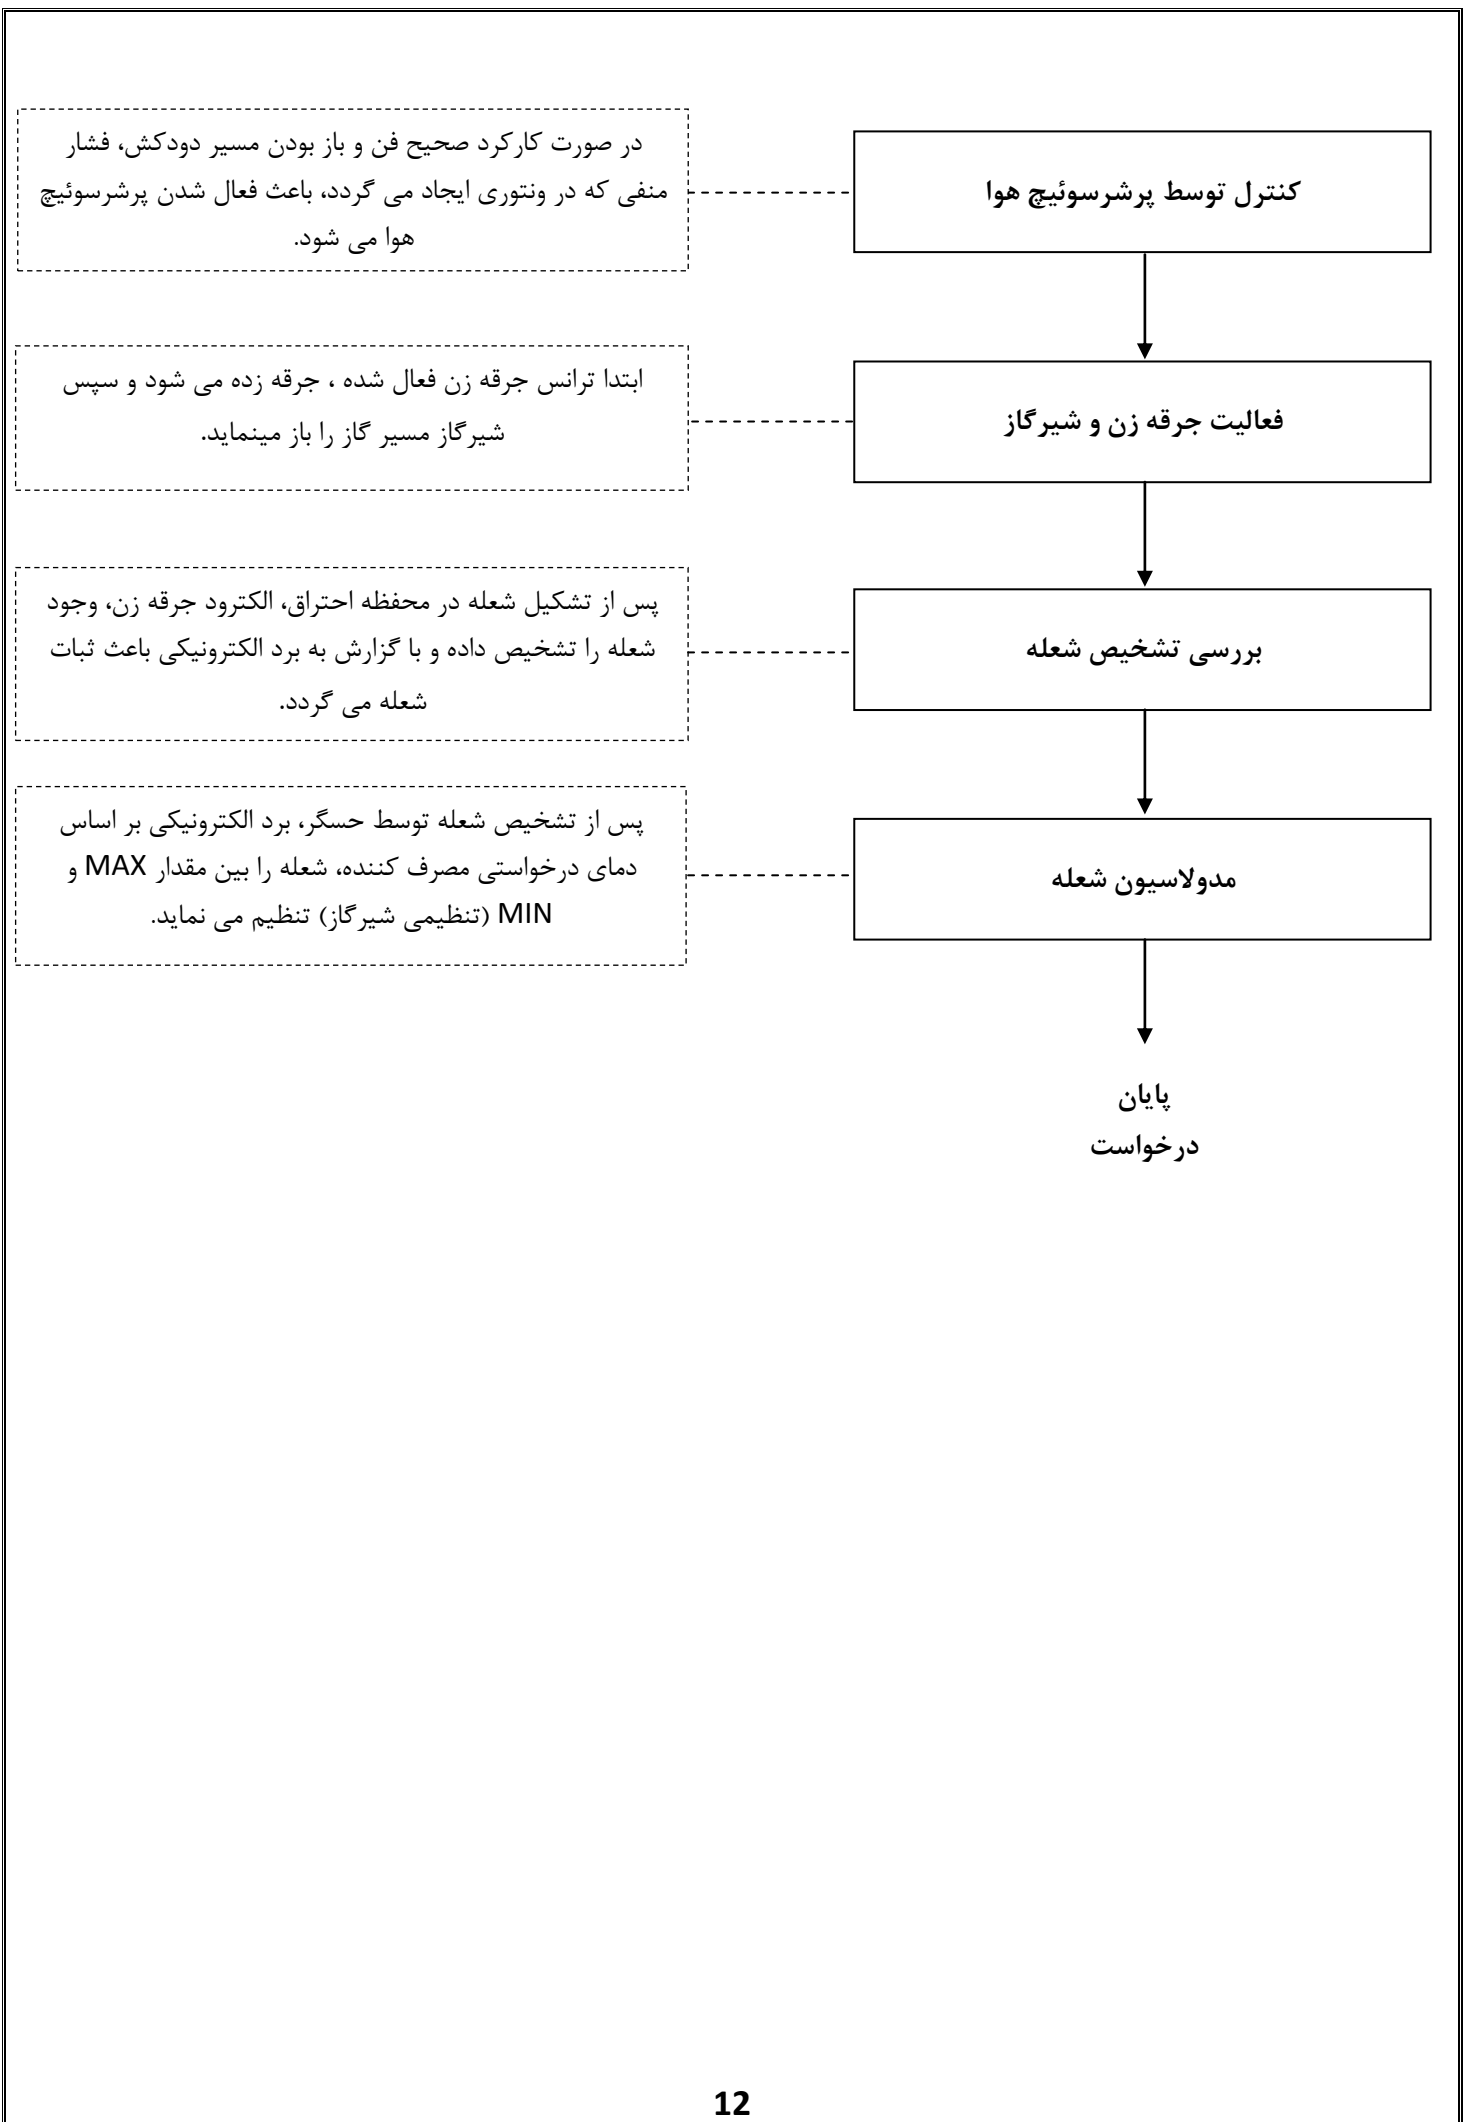 کنترل توسط پرشرسوئیچ هوا
در صورت کارکرد صحیح فن و باز بودن مسیر دودکش، فشار
منفی که در ونتوری ایجاد می گردد، باعث فعال شدن پرشرسوئیچ
هوا می شود.
فعالیت جرقه زن و شیرگاز
ابتدا ترانس جرقه زن فعال شده ، جرقه زده می شود و سپس
شیرگاز مسیر گاز را باز مینماید.
بررسی تشخیص شعله
پس از تشکیل شعله در محفظه احتراق، الکترود جرقه زن، وجود
شعله را تشخیص داده و با گزارش به برد الکترونیکی باعث ثبات
شعله می گردد.
مدولاسیون شعله
پس از تشخیص شعله توسط حسگر، برد الکترونیکی بر اساس
دمای درخواستی مصرف کننده، شعله را بین مقدار MAX و
MIN (تنظیمی شیرگاز) تنظیم می نماید.
پایان
درخواست
12